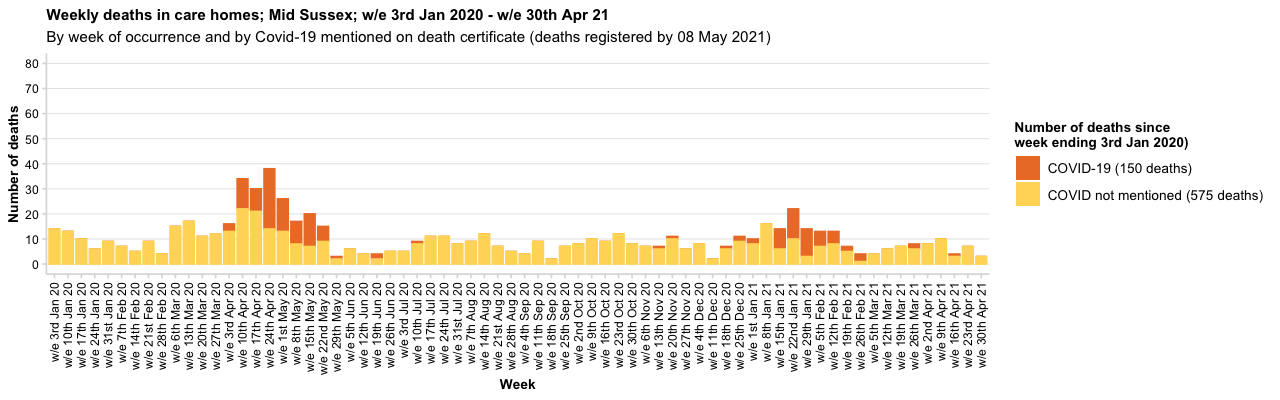 Weekly deaths in care homes; Mid Sussex; w/e 3rd Jan 2020 - w/e 30th Apr 21
By week of occurrence and by Covid-19 mentioned on death certificate (deaths registered by 08 May 2021)
Number of deaths
80
70
60
50
40
30
20
10
0
w/e 3rd Jan 20
w/e 10th Jan 20
w/e 17th Jan 20
w/e 24th Jan 20
w/e 31st Jan 20
w/e 7th Feb 20
w/e 14th Feb 20
w/e 21st Feb 20
w/e 28th Feb 20
w/e 6th Mar 20
w/e 13th Mar 20
w/e 20th Mar 20
w/e 27th Mar 20
w/e 3rd Apr 20
w/e 10th Apr 20
w/e 17th Apr 20
w/e 24th Apr 20
w/e 1st May 20
w/e 8th May 20
w/e 15th May 20
w/e 22nd May 20
w/e 29th May 20
w/e 5th Jun 20
w/e 12th Jun 20
w/e 19th Jun 20
w/e 26th Jun 20
w/e 3rd Jul 20
w/e 10th Jul 20
w/e 17th Jul 20
w/e 24th Jul 20
w/e 31st Jul 20
w/e 7th Aug 20
w/e 14th Aug 20
w/e 21st Aug 20
w/e 28th Aug 20
w/e 4th Sep 20
w/e 11th Sep 20
w/e 18th Sep 20
w/e 25th Sep 20
w/e 2nd Oct 20
w/e 9th Oct 20
w/e 16th Oct 20
w/e 23rd Oct 20
w/e 30th Oct 20
w/e 6th Nov 20
w/e 13th Nov 20
w/e 20th Nov 20
w/e 27th Nov 20
w/e 4th Dec 20
w/e 11th Dec 20
w/e 18th Dec 20
w/e 25th Dec 20
w/e 1st Jan 21
w/e 8th Jan 21
w/e 15th Jan 21
w/e 22nd Jan 21
w/e 29th Jan 21
w/e 5th Feb 21
w/e 12th Feb 21
w/e 19th Feb 21
w/e 26th Feb 21
w/e 5th Mar 21
w/e 12th Mar 21
w/e 19th Mar 21
w/e 26th Mar 21
w/e 2nd Apr 21
w/e 9th Apr 21
w/e 16th Apr 21
w/e 23rd Apr 21
w/e 30th Apr 21
Week
Number of deaths since
week ending 3rd Jan 2020)
COVID-19 (150 deaths)
COVID not mentioned (575 deaths)